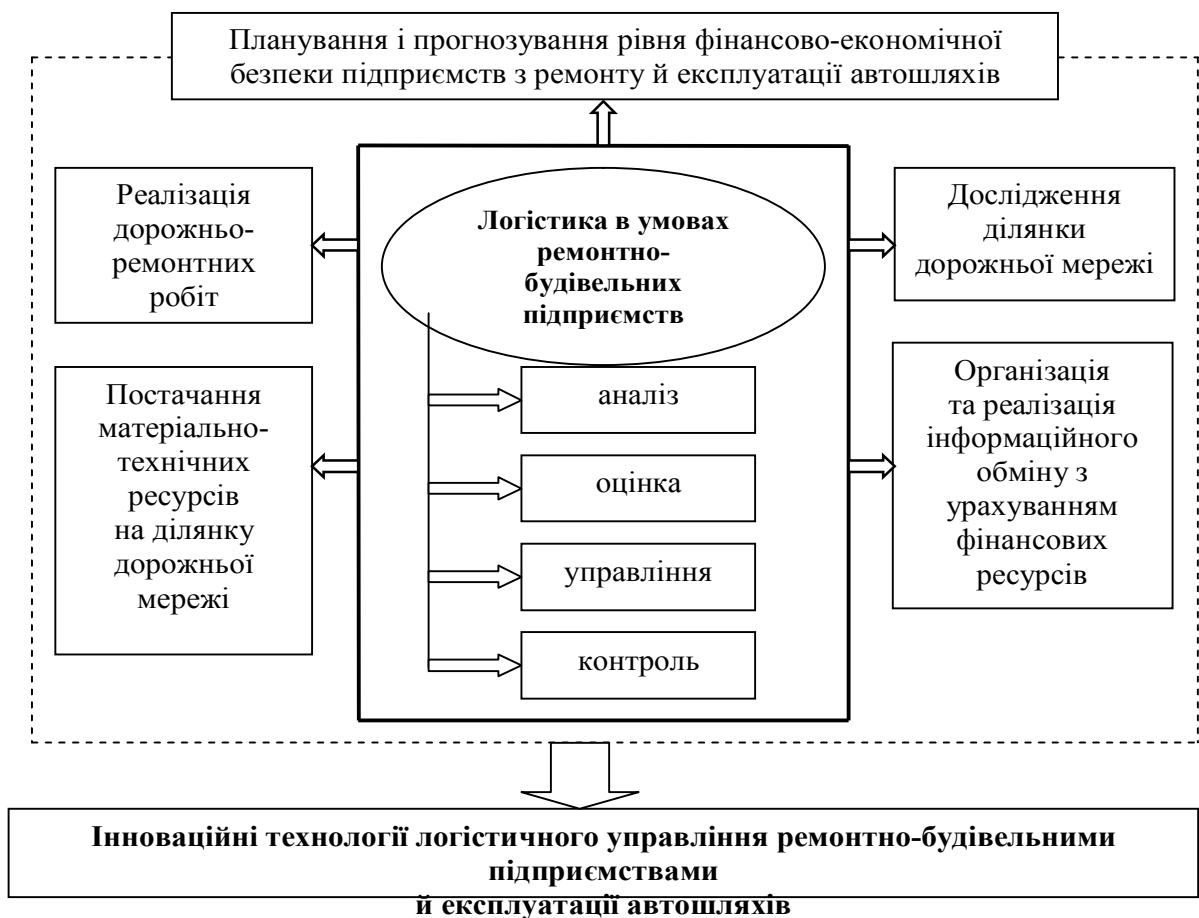 Планування і прогнозування рівня фінансово-економічної
безпеки підприємств з ремонту й експлуатації автошляхів
Реалізація
дорожньо-
ремонтних
робіт
Постачання
матеріально-
технічних
ресурсів
на ділянку
дорожньої
мережі
Логістика в умовах
ремонтно-
будівельних
підприємств
аналіз
оцінка
управління
контроль
Дослідження
ділянки
дорожньої мережі
Організація
та реалізація
інформаційного
обміну з
урахуванням
фінансових
ресурсів
Інноваційні технології логістичного управління ремонтно-будівельними
підприємствами
й експлуатації автошляхів